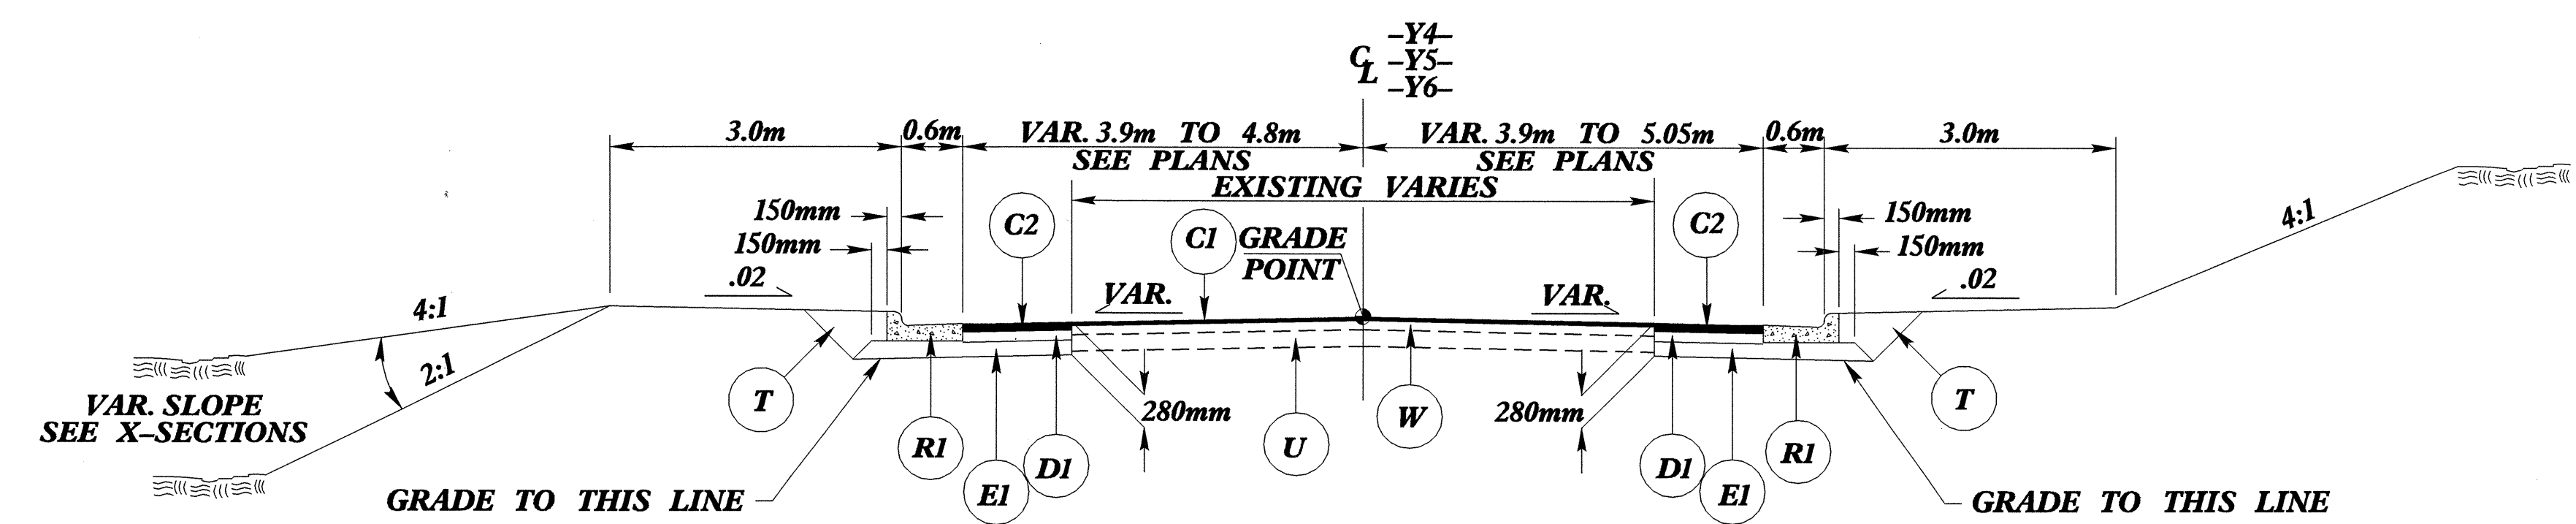 -Y4-
CL -Y5-
-Y6-
3.0m 0.6m VAR. 3.9m TO 4.8m VAR. 3.9m TO 5.05m 0.6m 3.0m
SEE PLANS SEE PLANS
EXISTING VARIES
150mm C2 C1 GRADE C2 150mm
150mm POINT 150mm
.02 VAR. VAR. .02
4:1 4:1
2:1
VAR. SLOPE
SEE X-SECTIONS
T 280mm W 280mm T
R1 D1 U D1 R1
E1 E1
GRADE TO THIS LINE GRADE TO THIS LINE